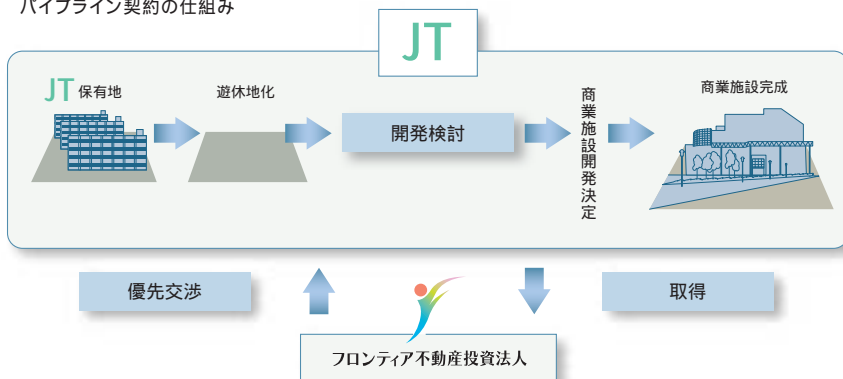 パイプライン契約の仕組み
JT
JT 保有地
遊休地化
開発検討
商業施設開発決定
商業施設完成
優先交渉
取得
フロンティア不動産投資法人